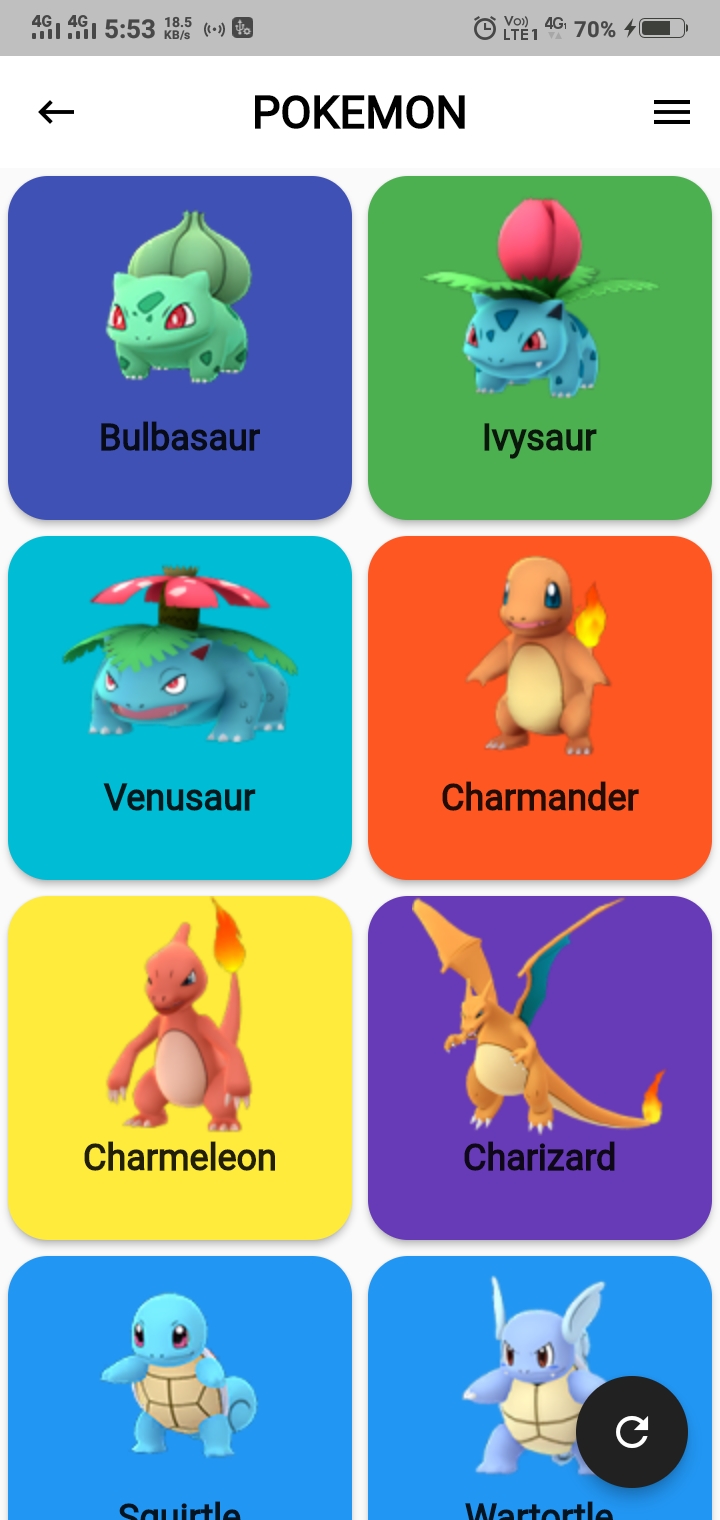 4G 4G 5:53 18.5 KB/s Vo)) LTE1 4G 70%
POKEMON
Bulbasaur Ivysaur
Venusaur Charmander
Charmeleon Charizard
Squirtle Wartortle